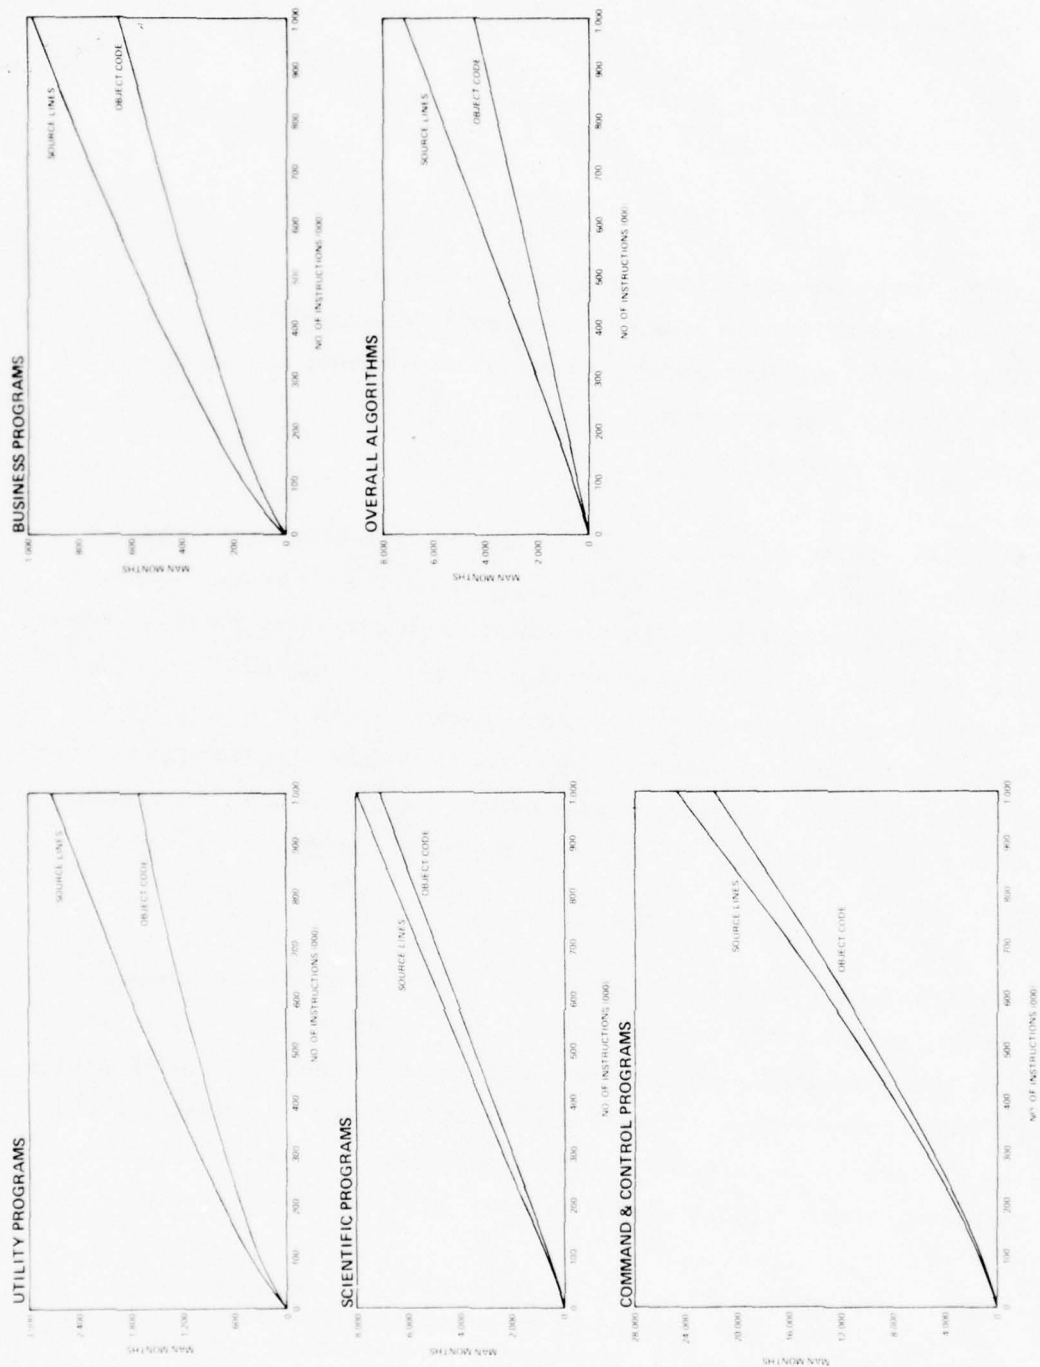 UTILITY PROGRAMS
MAN MONTHS
2 400
1 800
1 200
600
0
SOURCE LINES
OBJECT CODE
0 100 200 300 400 500 600 700 800 900 1 000
NO. OF INSTRUCTIONS (000)
SCIENTIFIC PROGRAMS
MAN MONTHS
8 000
6 000
4 000
2 000
0
SOURCE LINES
OBJECT CODE
0 100 200 300 400 500 600 700 800 900 1 000
NO. OF INSTRUCTIONS (000)
COMMAND & CONTROL PROGRAMS
MAN MONTHS
28 000
24 000
20 000
16 000
12 000
8 000
4 000
0
SOURCE LINES
OBJECT CODE
0 100 200 300 400 500 600 700 800 900 1 000
NO. OF INSTRUCTIONS (000)
BUSINESS PROGRAMS
MAN MONTHS
1 000
800
600
400
200
0
SOURCE LINES
OBJECT CODE
0 100 200 300 400 500 600 700 800 900 1 000
NO. OF INSTRUCTIONS (000)
OVERALL ALGORITHMS
MAN MONTHS
8 000
6 000
4 000
2 000
0
SOURCE LINES
OBJECT CODE
0 100 200 300 400 500 600 700 800 900 1 000
NO. OF INSTRUCTIONS (000)